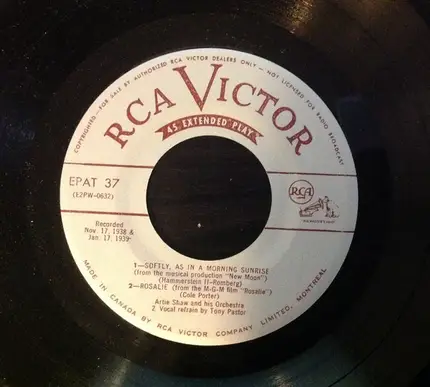 COPYRIGHTED—FOR SALE BY AUTHORIZED RCA VICTOR DEALERS ONLY — NOT LICENSED FOR RADIO BROADCAST
RCA VICTOR
45 EXTENDED PLAY
EPAT 37
(E2PW-0637)
RCA
Recorded
Nov. 17, 1938 &
Jan. 17, 1939
1—SOFTLY, AS IN A MORNING SUNRISE
(from the musical production "New Moon")
(Hammerstein II-Romberg)
2—ROSALIE (from the M-G-M film "Rosalie")
(Cole Porter)
Artie Shaw and his Orchestra
2. Vocal refrain by Tony Pastor
MADE IN CANADA BY RCA VICTOR COMPANY LIMITED, MONTREAL